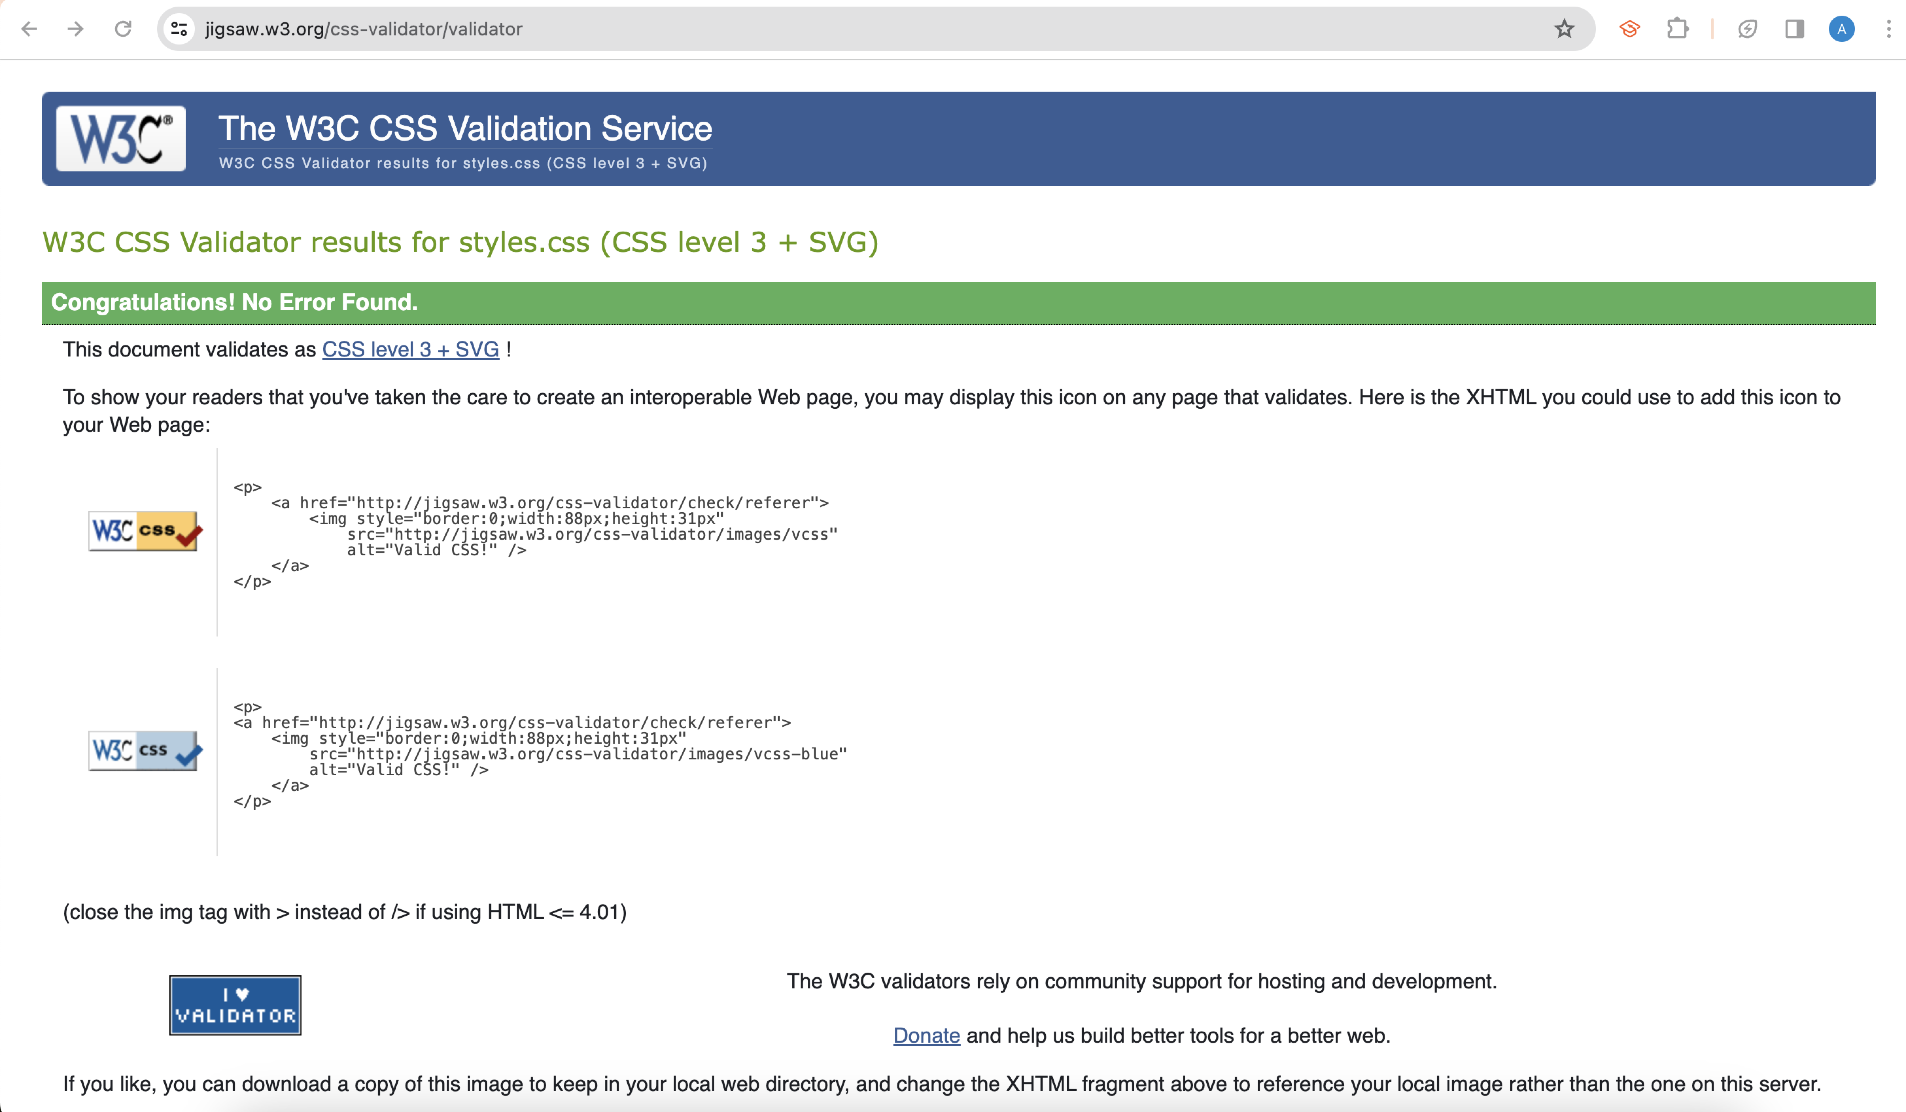 jigsaw.w3.org/css-validator/validator
A
W3C®
The W3C CSS Validation Service
W3C CSS Validator results for styles.css (CSS level 3 + SVG)
W3C CSS Validator results for styles.css (CSS level 3 + SVG)
Congratulations! No Error Found.
This document validates as CSS level 3 + SVG !
To show your readers that you've taken the care to create an interoperable Web page, you may display this icon on any page that validates. Here is the XHTML you could use to add this icon to
your Web page:
W3C css
<p>
    <a href="http://jigsaw.w3.org/css-validator/check/referer">
        <img style="border:0;width:88px;height:31px"
            src="http://jigsaw.w3.org/css-validator/images/vcss"
            alt="Valid CSS!" />
    </a>
</p>
W3C css
<p>
<a href="http://jigsaw.w3.org/css-validator/check/referer">
    <img style="border:0;width:88px;height:31px"
        src="http://jigsaw.w3.org/css-validator/images/vcss-blue"
        alt="Valid CSS!" />
    </a>
</p>
(close the img tag with > instead of /> if using HTML <= 4.01)
I ♥
VALIDATOR
The W3C validators rely on community support for hosting and development.
Donate and help us build better tools for a better web.
If you like, you can download a copy of this image to keep in your local web directory, and change the XHTML fragment above to reference your local image rather than the one on this server.